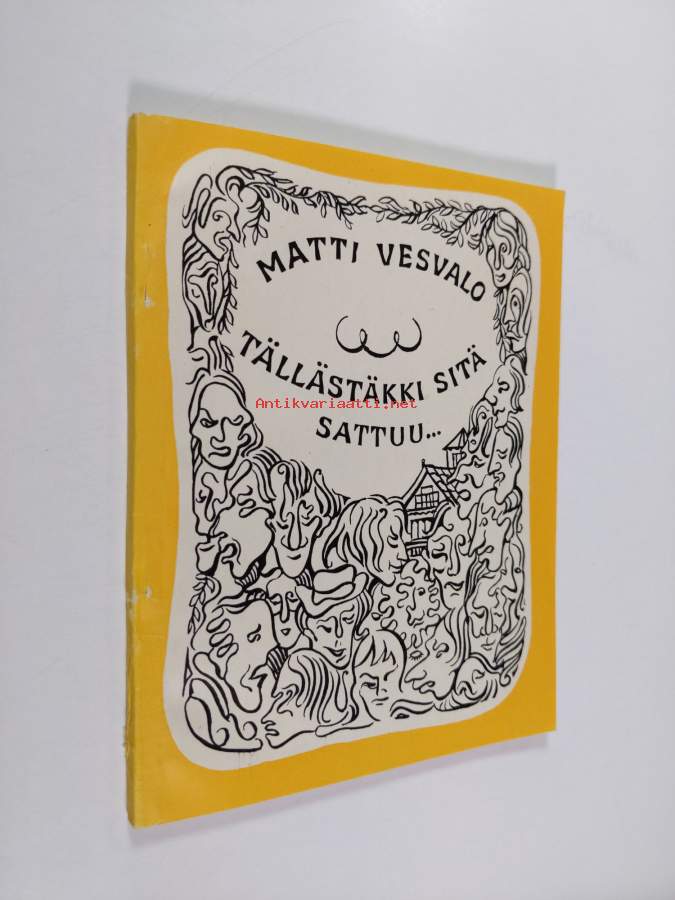 MATTI VESVALO
TÄLLÄSTÄKKI SITÄ
Antikvariaatti.net
SATTUU...